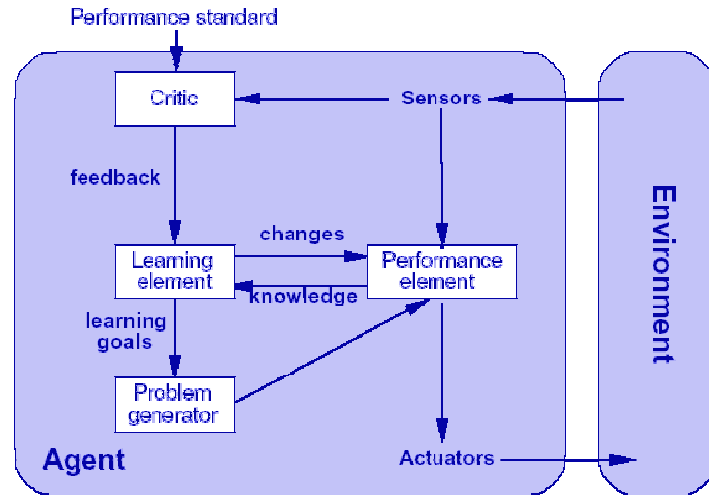 Performance standard
Critic
Sensors
feedback
changes
Learning
element
Performance
element
knowledge
learning
goals
Problem
generator
Agent
Actuators
Environment